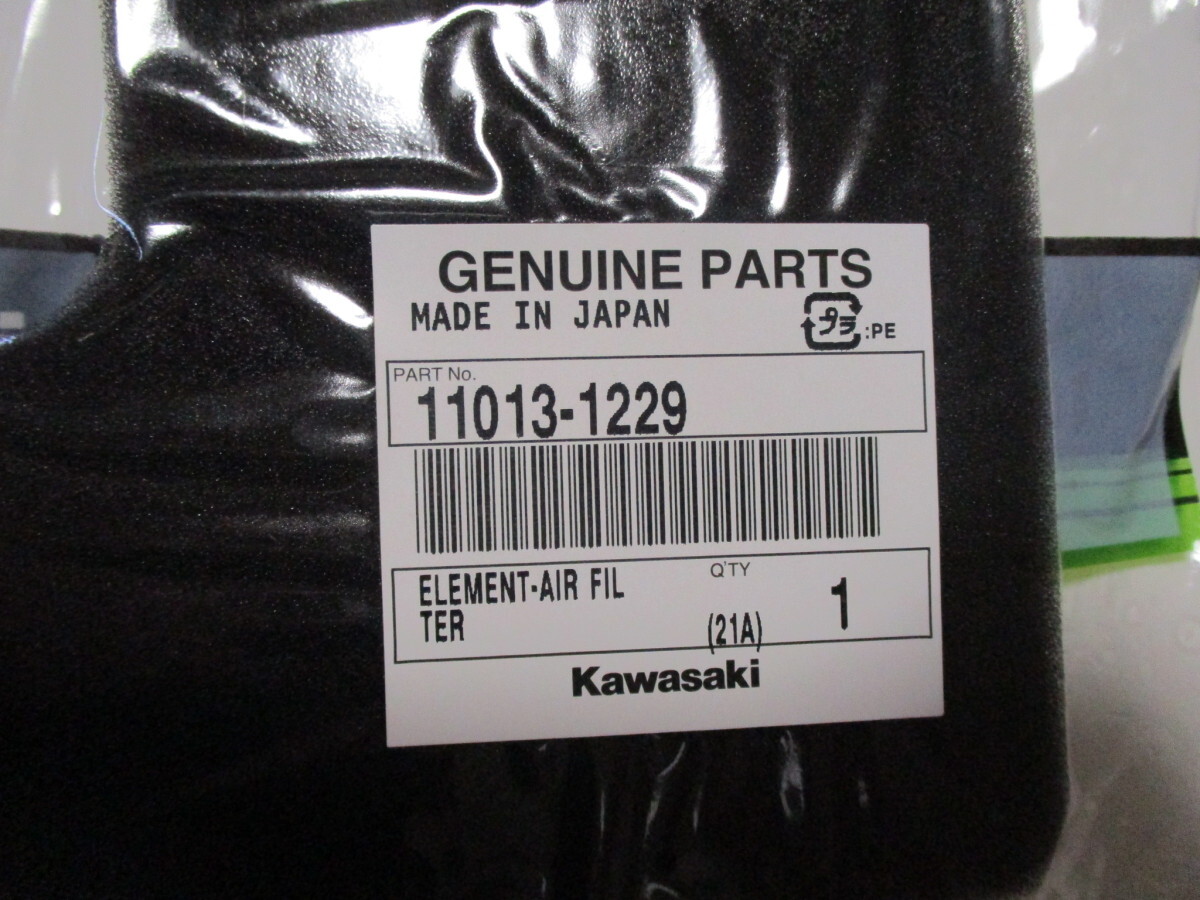 GENUINE PARTS
MADE IN JAPAN
プラ :PE
PART No.
11013-1229
ELEMENT-AIR FIL
TER
Q'TY
(21A)
1
Kawasaki